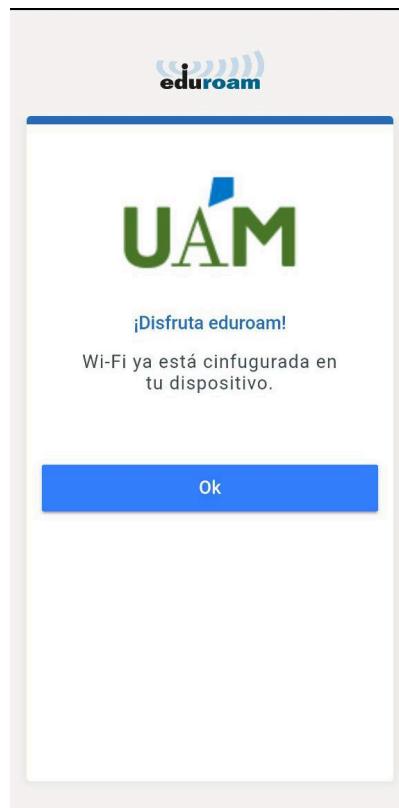 eduroam
UAM
¡Disfruta eduroam!
Wi-Fi ya está cinfugurada en
tu dispositivo.
Ok